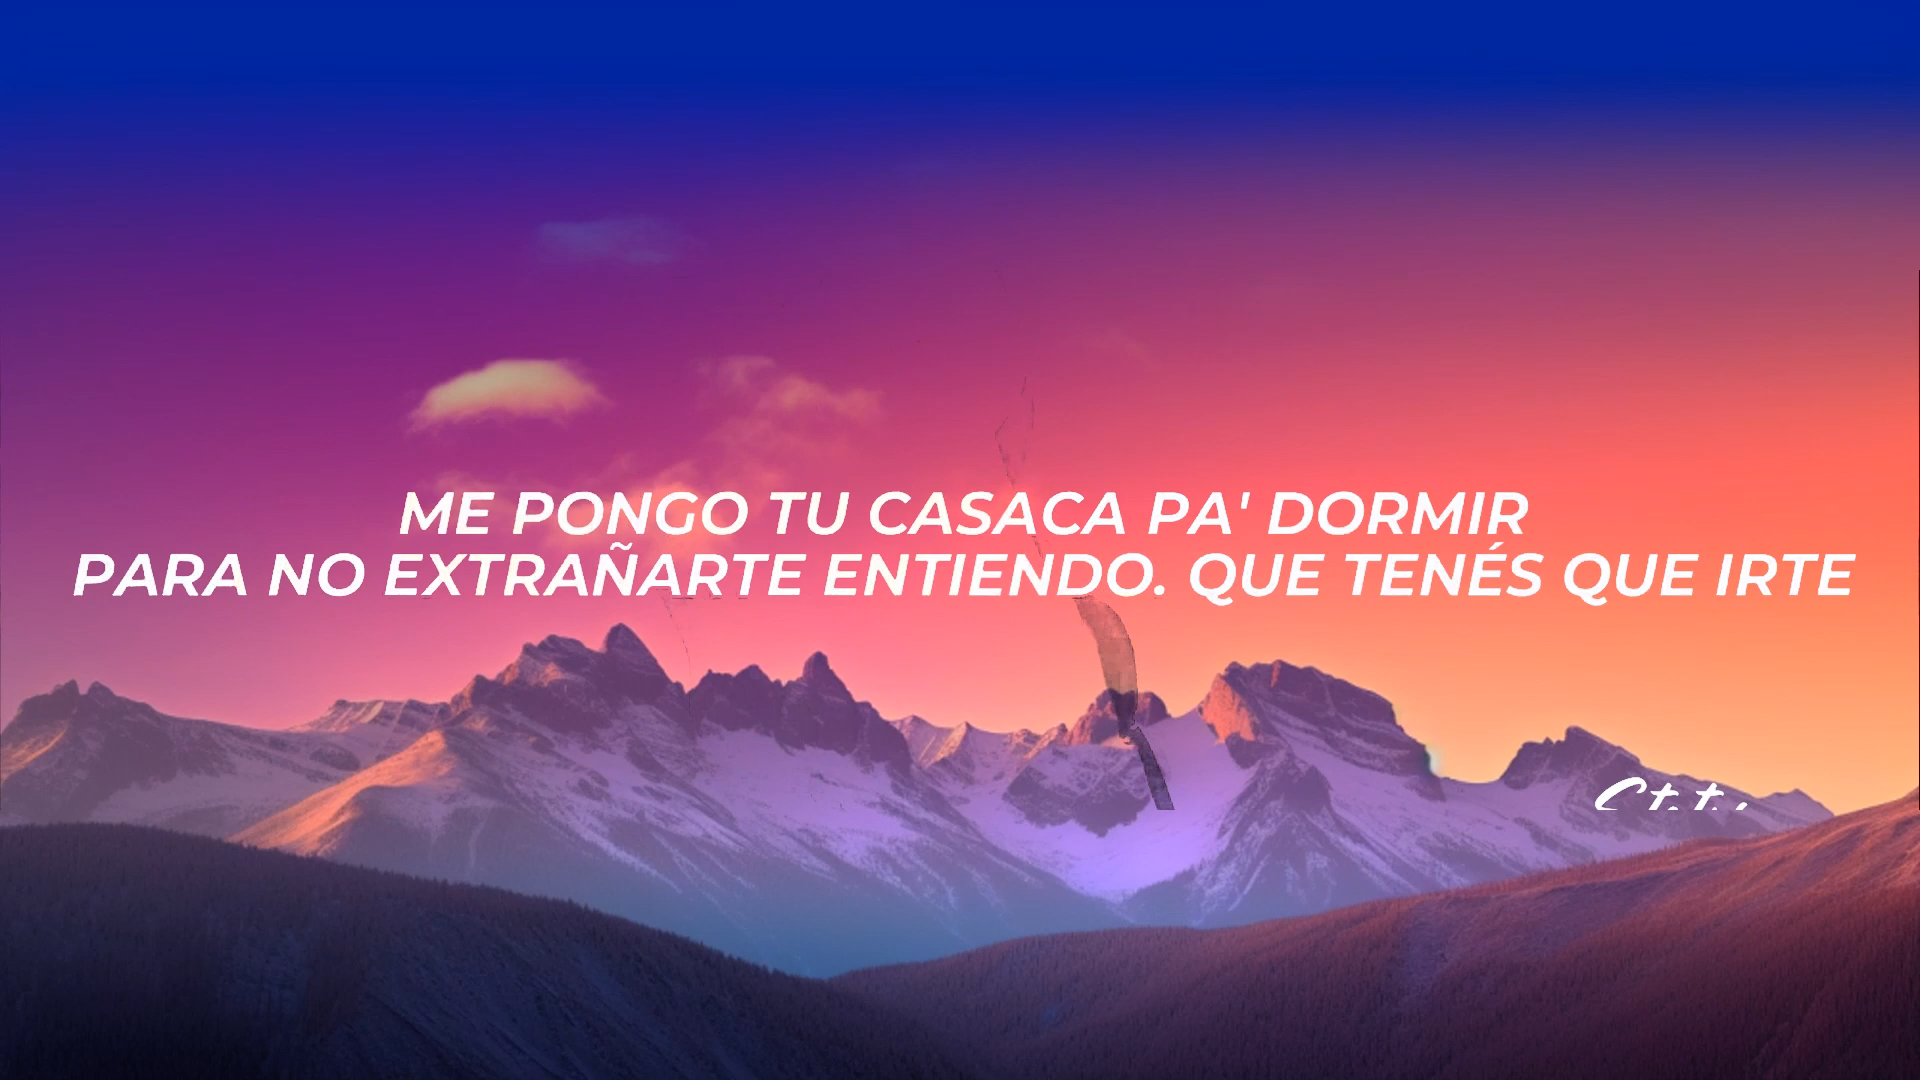 ME PONGO TU CASACA PA' DORMIR
PARA NO EXTRAÑARTE ENTIENDO. QUE TENÉS QUE IRTE